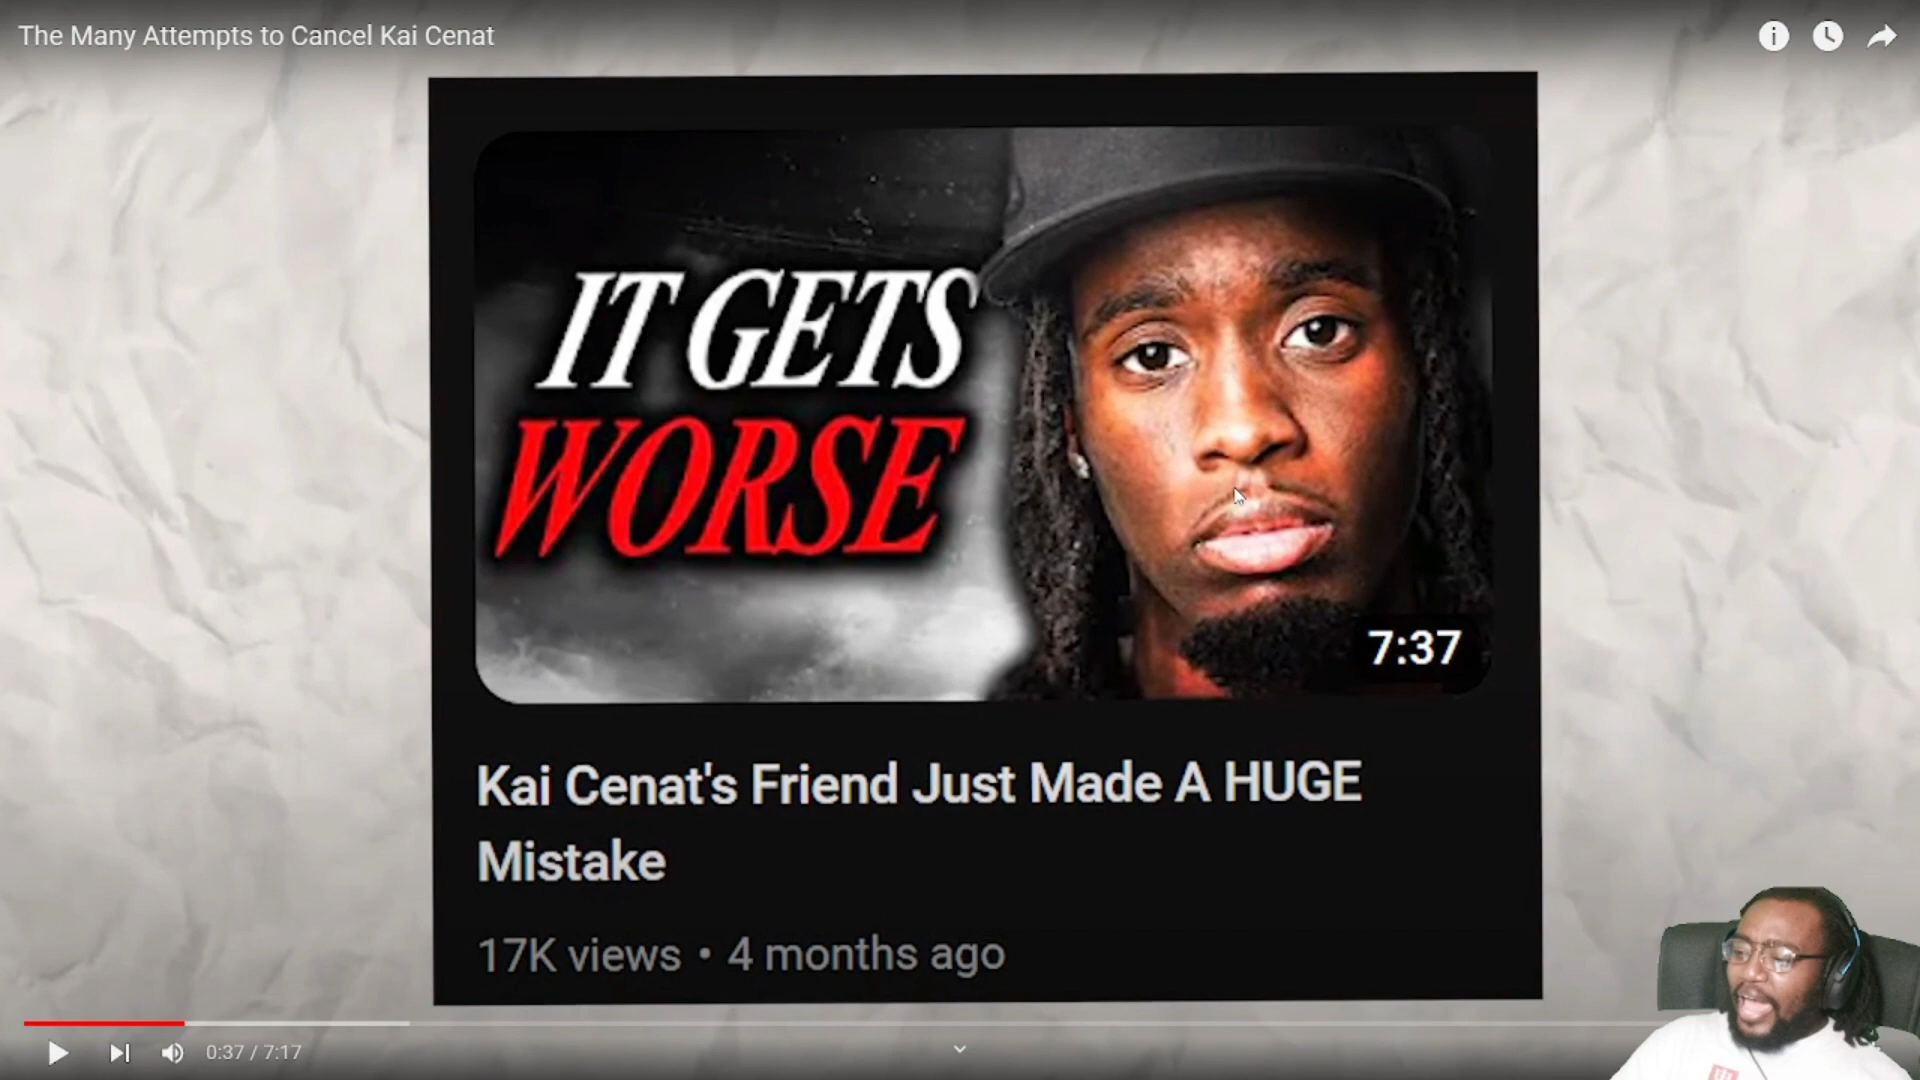 The Many Attempts to Cancel Kai Cenat
IT GETS
WORSE
7:37
Kai Cenat's Friend Just Made A HUGE
Mistake
17K views • 4 months ago
0:37 / 7:17